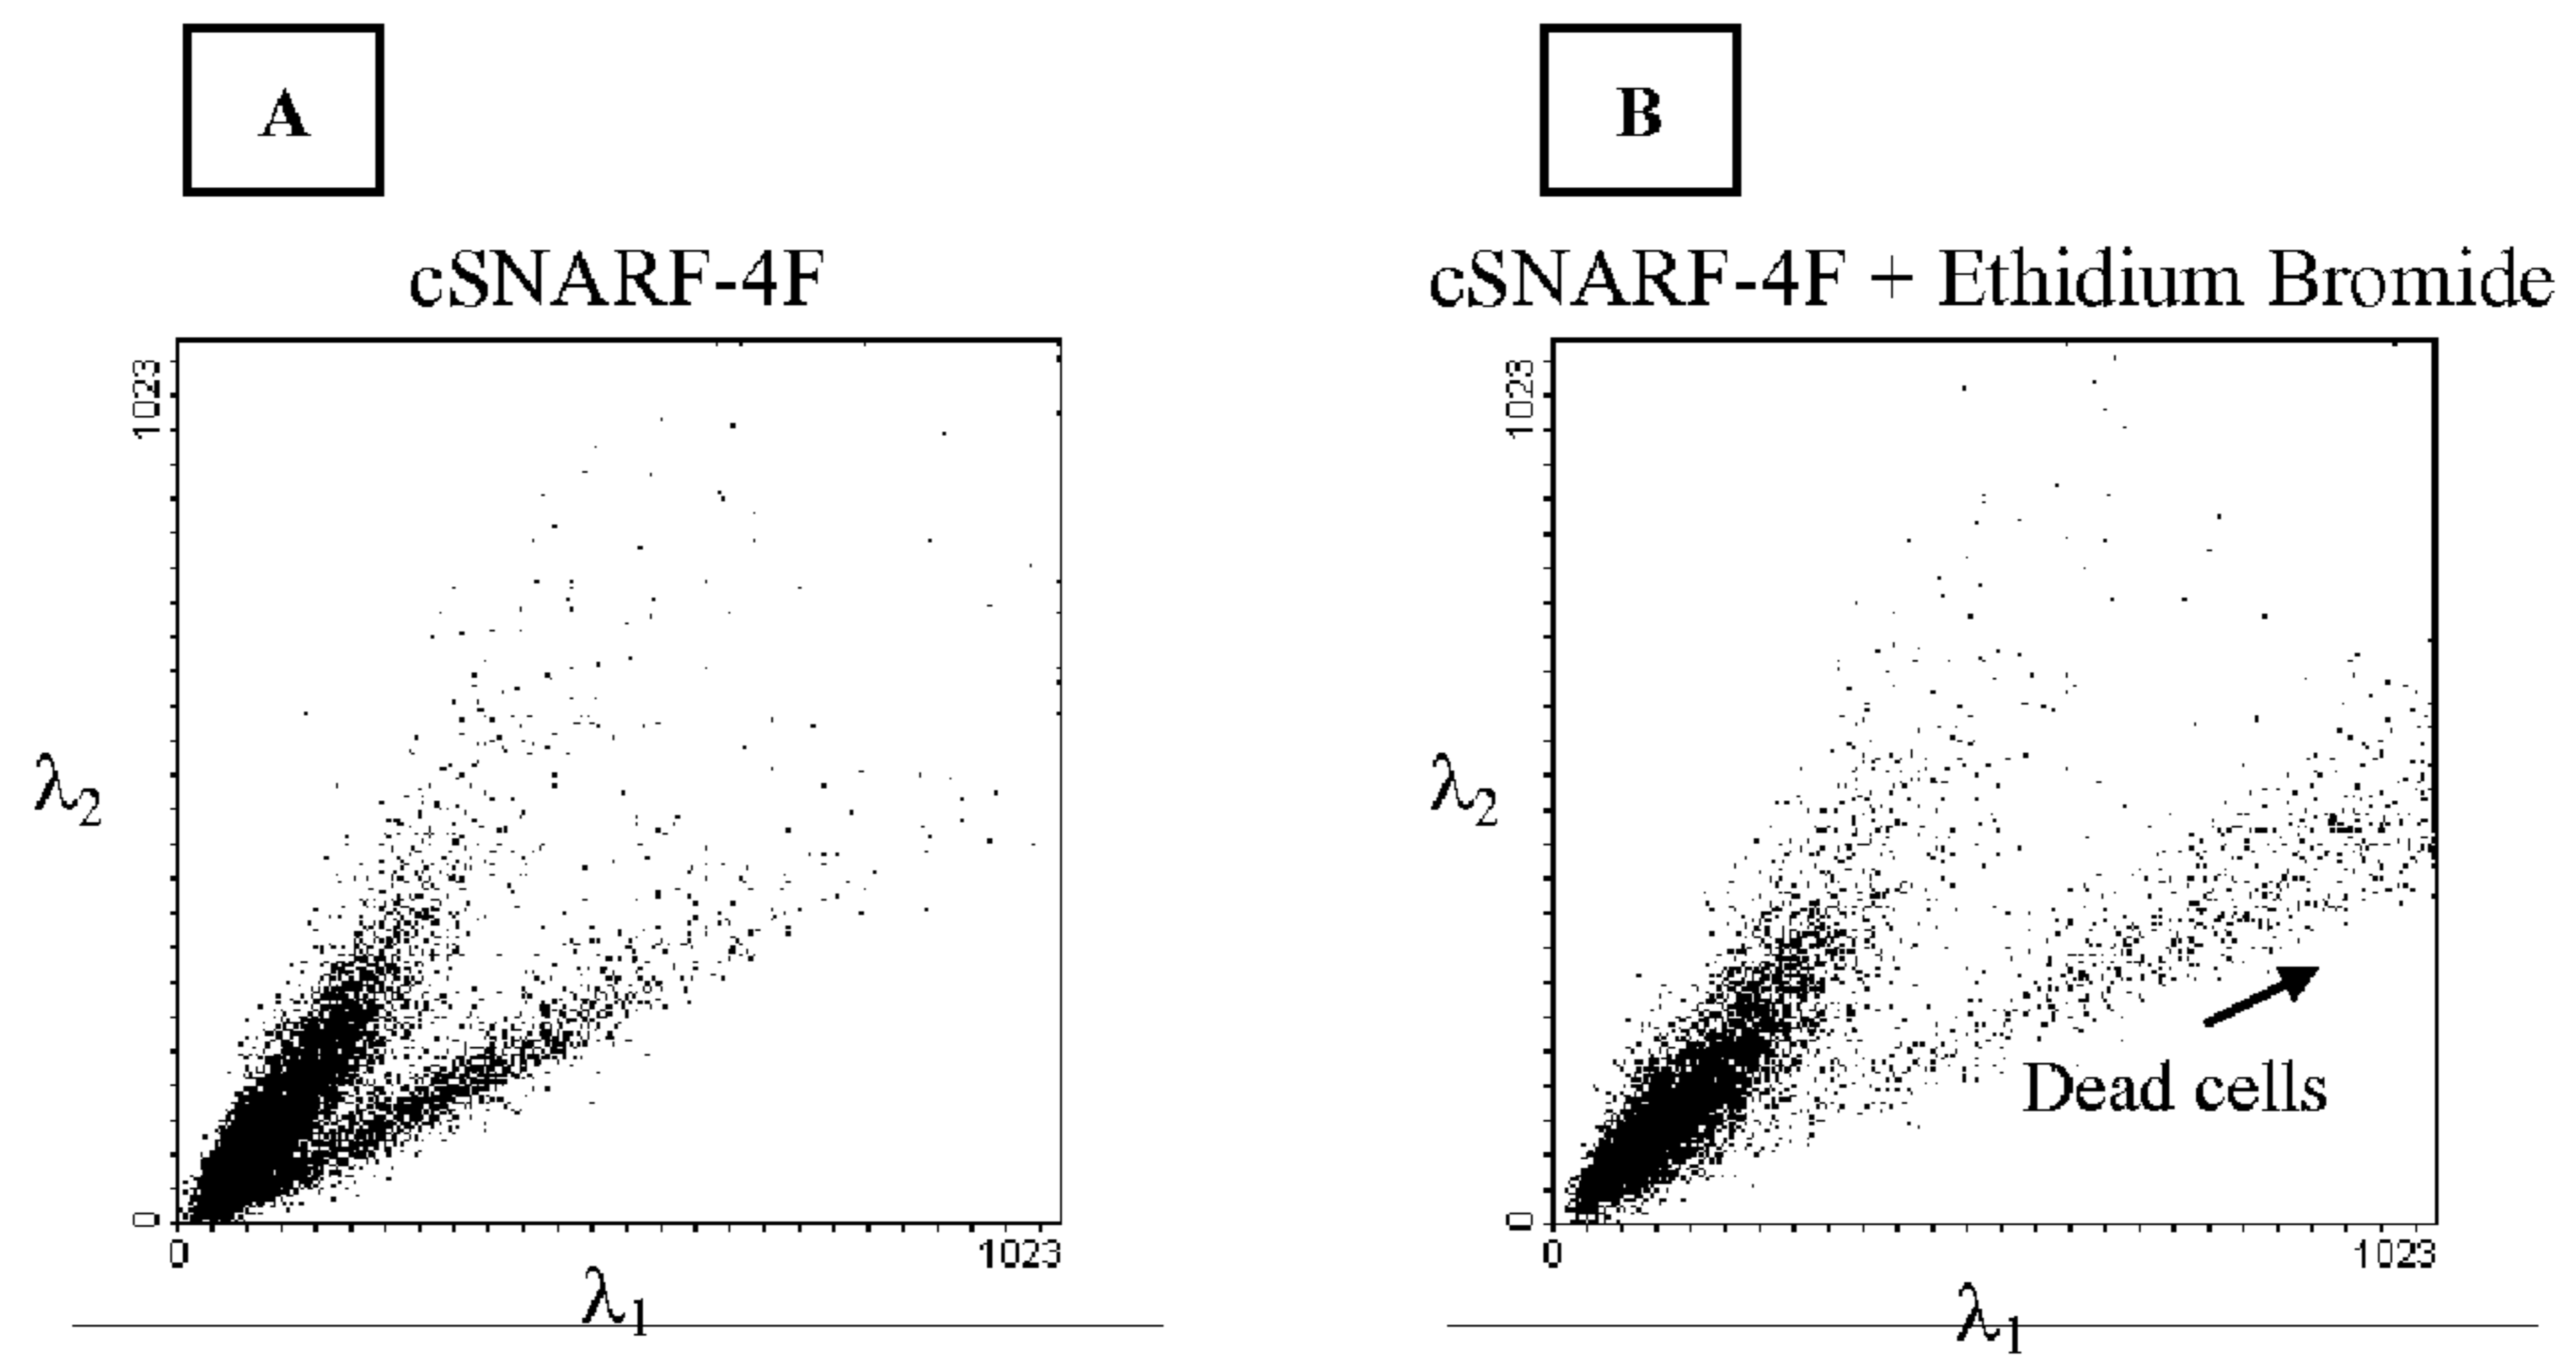 A
B
cSNARF-4F
cSNARF-4F + Ethidium Bromide
1023
λ2
0
0
1023
λ1
1023
λ2
Dead cells
0
0
1023
λ1